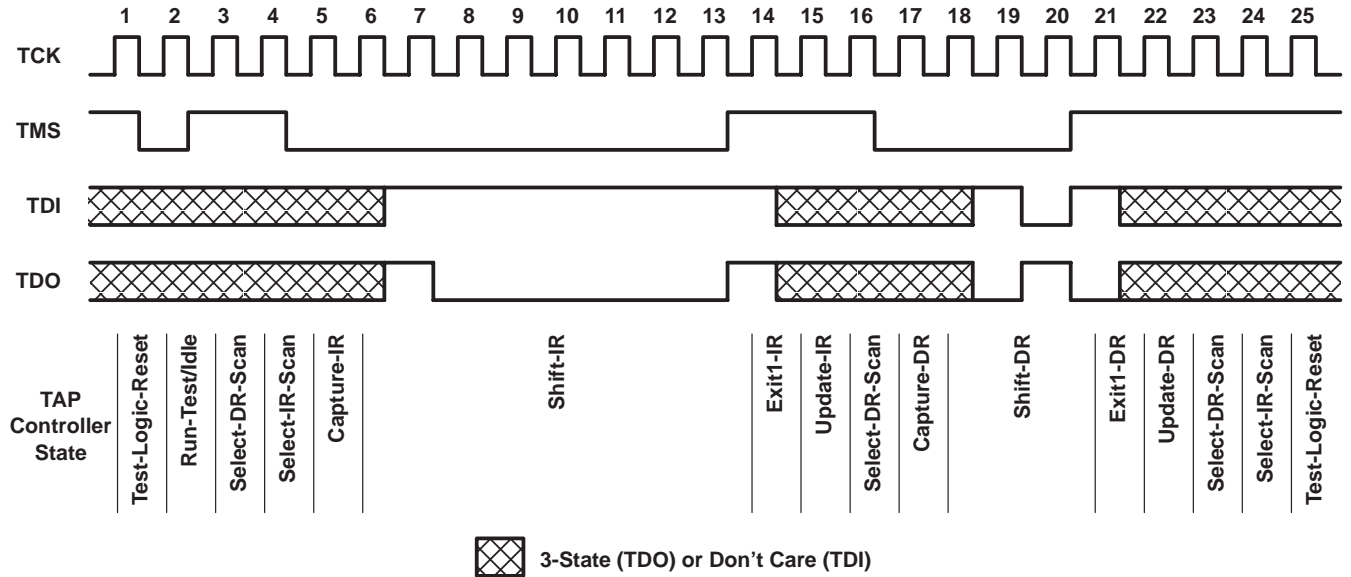 1 2 3 4 5 6 7 8 9 10 11 12 13 14 15 16 17 18 19 20 21 22 23 24 25
TCK
TMS
TDI
TDO
TAP
Controller
State
Test-Logic-Reset
Run-Test/Idle
Select-DR-Scan
Select-IR-Scan
Capture-IR
Shift-IR
Exit1-IR
Update-IR
Select-DR-Scan
Capture-DR
Shift-DR
Exit1-DR
Update-DR
Select-DR-Scan
Select-IR-Scan
Test-Logic-Reset
3-State (TDO) or Don't Care (TDI)